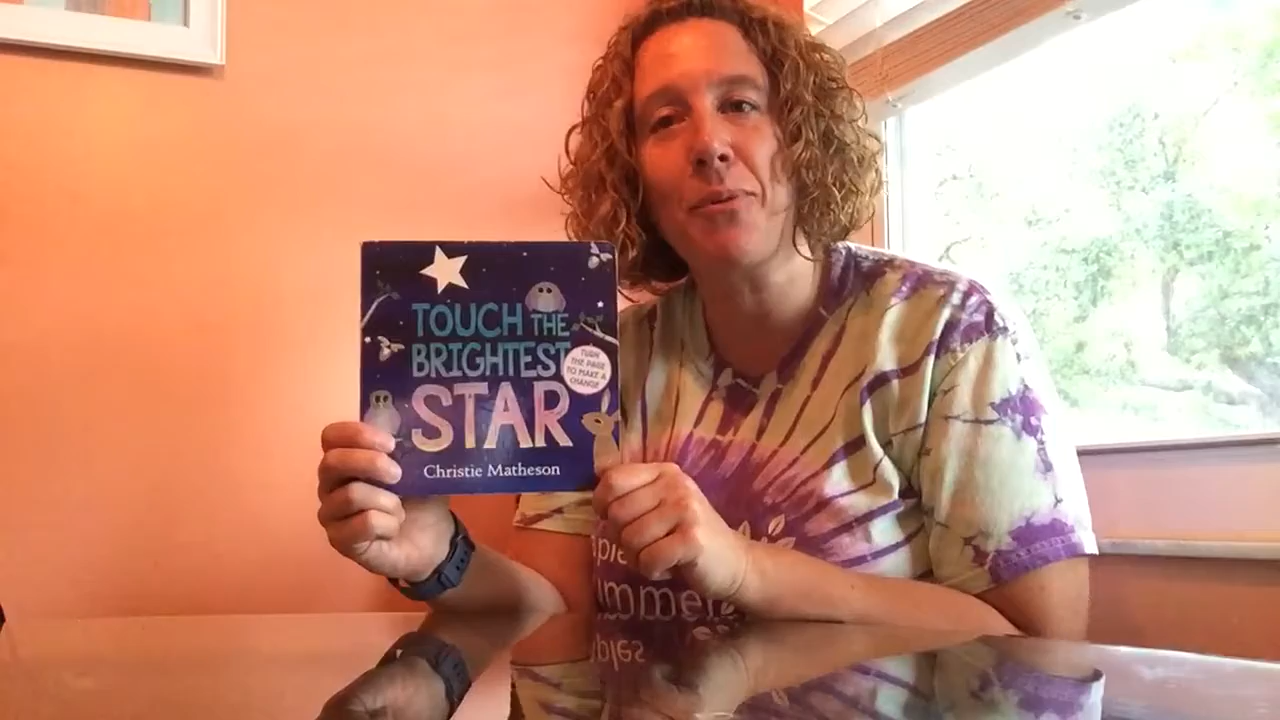 TOUCH THE
BRIGHTEST
STAR
TURN
THE PAGE
TO MAKE A
CHANGE
Christie Matheson